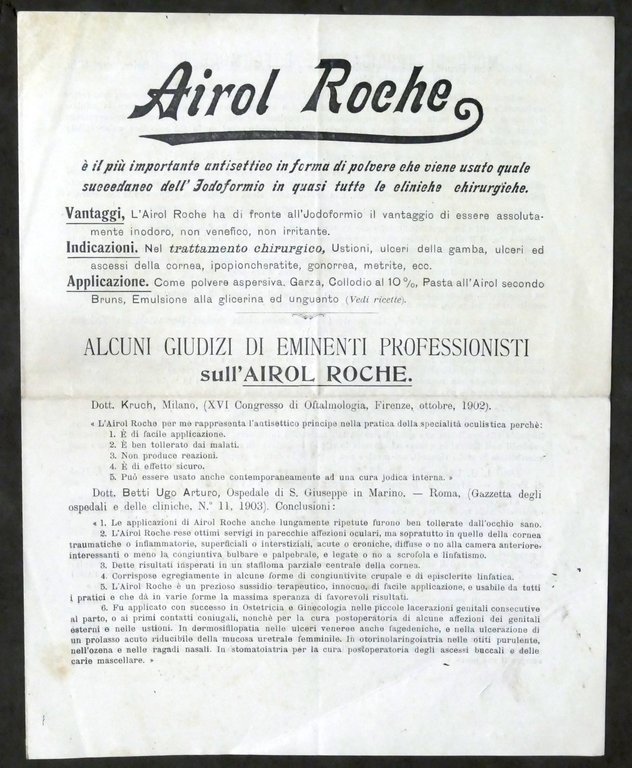 Airol Roche
è il più importante antisettico in forma di polvere che viene usato quale
succedaneo dell' Jodoformio in quasi tutte le cliniche chirurgiche.
Vantaggi, L'Airol Roche ha di fronte all'Jodoformio il vantaggio di essere assoluta-
mente inodoro, non venefico, non irritante.
Indicazioni. Nel trattamento chirurgico, Ustioni, ulceri della gamba, ulceri ed
ascessi della cornea, ipopioncheratite, gonorrea, metrite, ecc.
Applicazione. Come polvere aspersiva. Garza, Collodio al 10%, Pasta all'Airol secondo
Bruns, Emulsione alla glicerina ed unguento (Vedi ricette).
ALCUNI GIUDIZI DI EMINENTI PROFESSIONISTI
sull'AIROL ROCHE.
Dott. Kruch, Milano, (XVI Congresso di Oftalmologia, Firenze, ottobre, 1902).
« L'Airol Roche per me rappresenta l'antisettico principe nella pratica della specialità oculistica perchè:
1. È di facile applicazione.
2. È ben tollerato dai malati.
3. Non produce reazioni.
4. È di effetto sicuro.
5. Può essere usato anche contemporaneamente ad una cura jodica interna. »
Dott. Betti Ugo Arturo, Ospedale di S. Giuseppe in Marino. — Roma, (Gazzetta degli
ospedali e delle cliniche, N.° 11, 1903). Conclusioni:
« 1. Le applicazioni di Airol Roche anche lungamente ripetute furono ben tollerate dall'occhio sano.
2. L'Airol Roche rese ottimi servigi in parecchie affezioni oculari, ma sopratutto in quelle della cornea
traumatiche o infiammatorie, superficiali o interstiziali, acute o croniche, diffuse o no alla camera anteriore,
interessanti o meno la congiuntiva bulbare e palpebrale, e legate o no a scrofola e linfatismo.
3. Dette risultati insperati in un stafiloma parziale centrale della cornea.
4. Corrispose egregiamente in alcune forme di congiuntivite crupale e di episclerite linfatica.
5. L'Airol Roche è un prezioso sussidio terapeutico, innocuo, di facile applicazione, e usabile da tutti
i pratici e che dà in varie forme la massima speranza di favorevoli risultati.
6. Fu applicato con successo in Ostetricia e Ginecologia nelle piccole lacerazioni genitali consecutive
al parto, o ai primi contatti coniugali, nonchè per la cura postoperatoria di alcune affezioni dei genitali
esterni e nelle ustioni. In dermosifilopatia nelle ulceri veneree anche fagedeniche, e nella ulcerazione di
un prolasso acuto riducibile della mucosa uretrale femminile. In otorinolaringoiatria nelle otiti purulente,
nell'ozena e nelle ragadi nasali. In stomatoiatria per la cura postoperatoria degli ascessi buccali e delle
carie mascellare. »